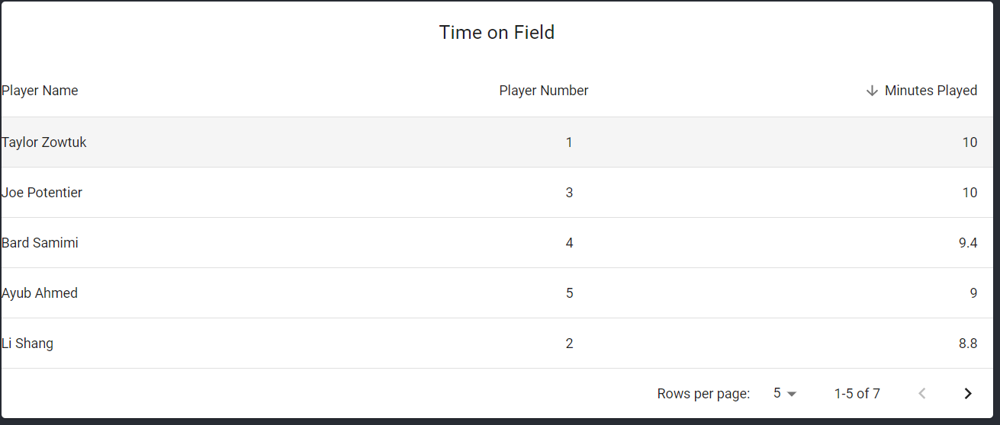 Time on Field
Player Name Player Number Minutes Played
Taylor Zowtuk 1 10
Joe Potentier 3 10
Bard Samimi 4 9.4
Ayub Ahmed 5 9
Li Shang 2 8.8
Rows per page: 5 1-5 of 7